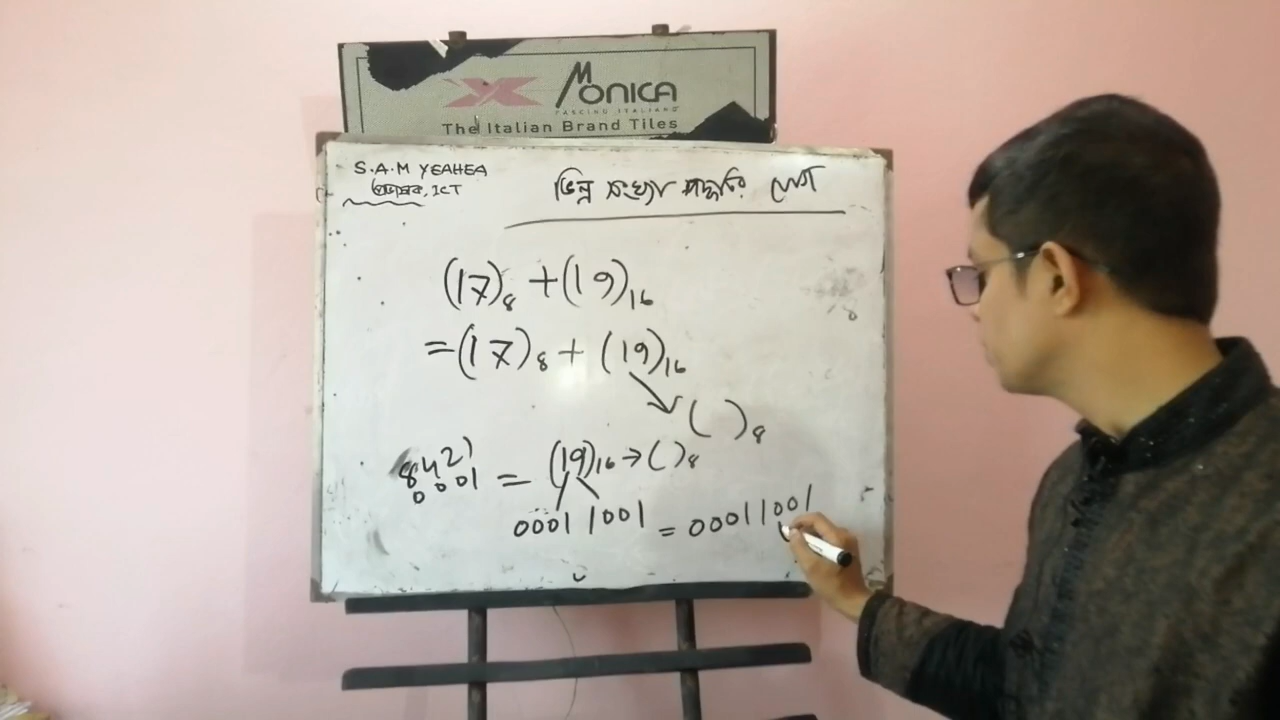 MONICA
FASCINO ITALIANO
The Italian Brand Tiles
S.A.M YEAHEA
প্রভাষক, ICT
ভিন্ন সংখ্যা পদ্ধতির যোগ
(17)₈ + (19)₁₆
= (17)₈ + (19)₁₆
( )₈
8421 = (19)₁₆ → ( )₈
0001
0001 1001 = 00011001